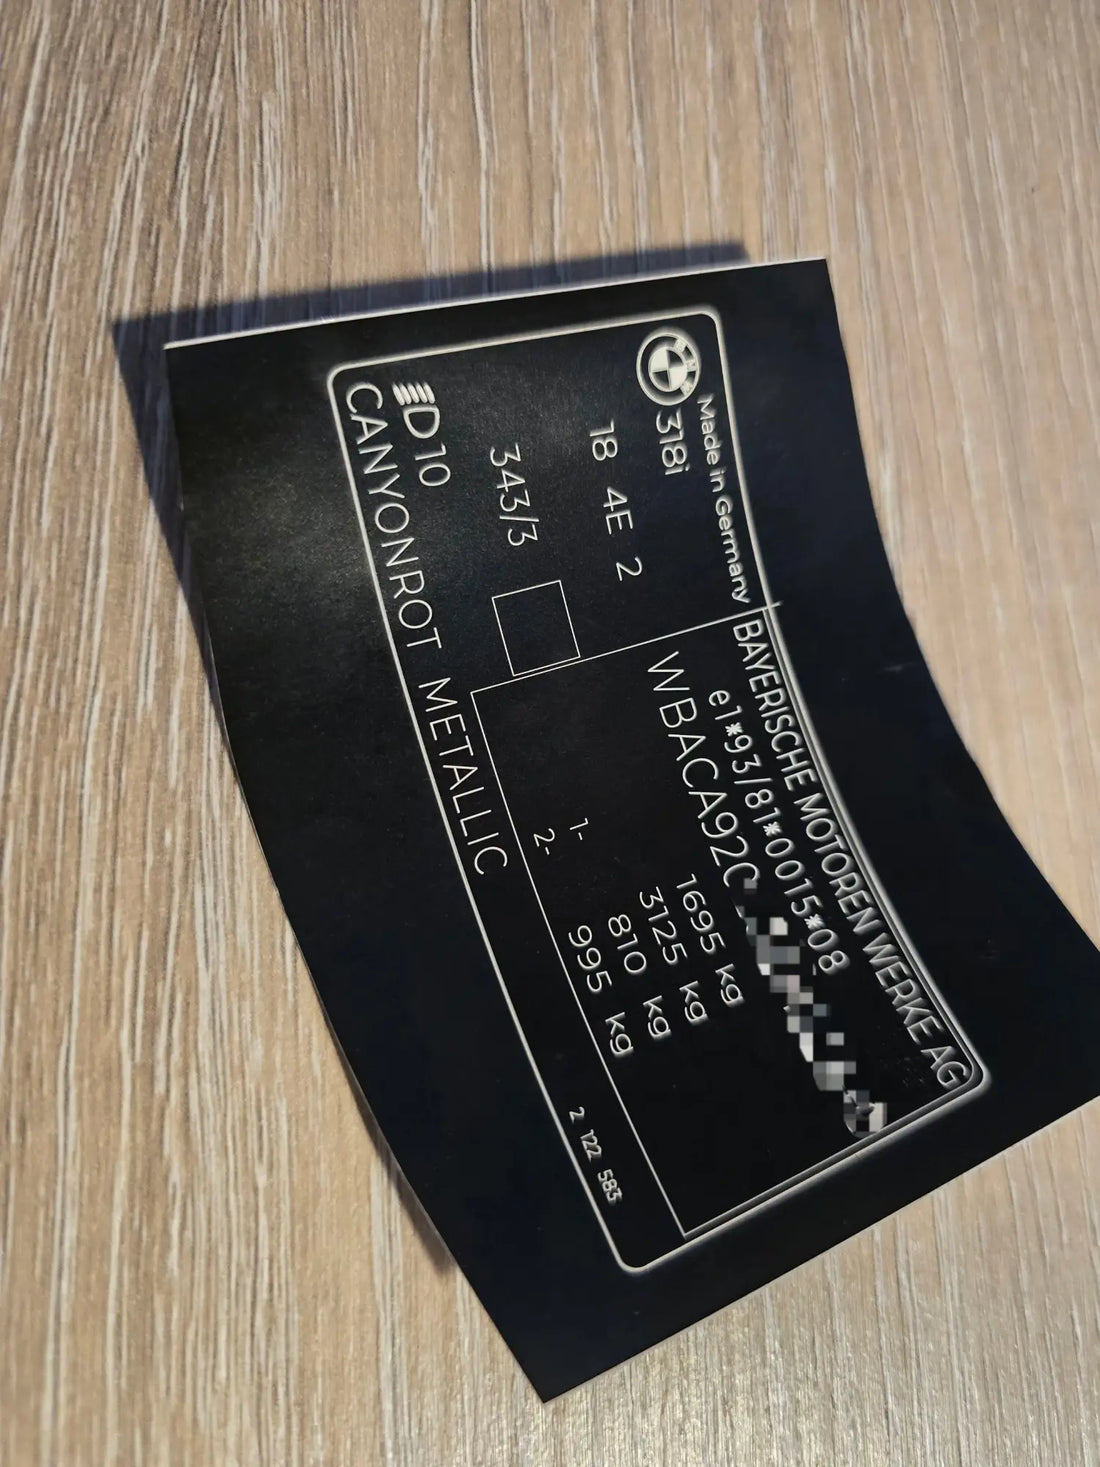 BMW
Made in Germany
318i
18 4E 2
343/3
D10
CANYONROT METALLIC
BAYERISCHE MOTOREN WERKE AG
e1*93/81*0015*08
WBACA92C
1695 kg
3125 kg
1- 810 kg
2- 995 kg
2 122 583